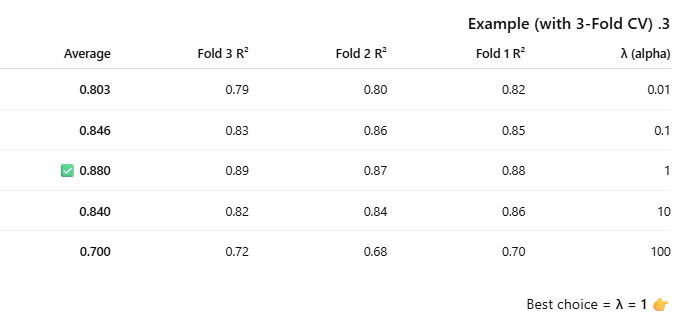 3. Example (with 3-Fold CV)
λ (alpha) Fold 1 R² Fold 2 R² Fold 3 R² Average
0.01 0.82 0.80 0.79 0.803
0.1 0.85 0.86 0.83 0.846
1 0.88 0.87 0.89 0.880 ✅
10 0.86 0.84 0.82 0.840
100 0.70 0.68 0.72 0.700
👉 Best choice = λ = 1